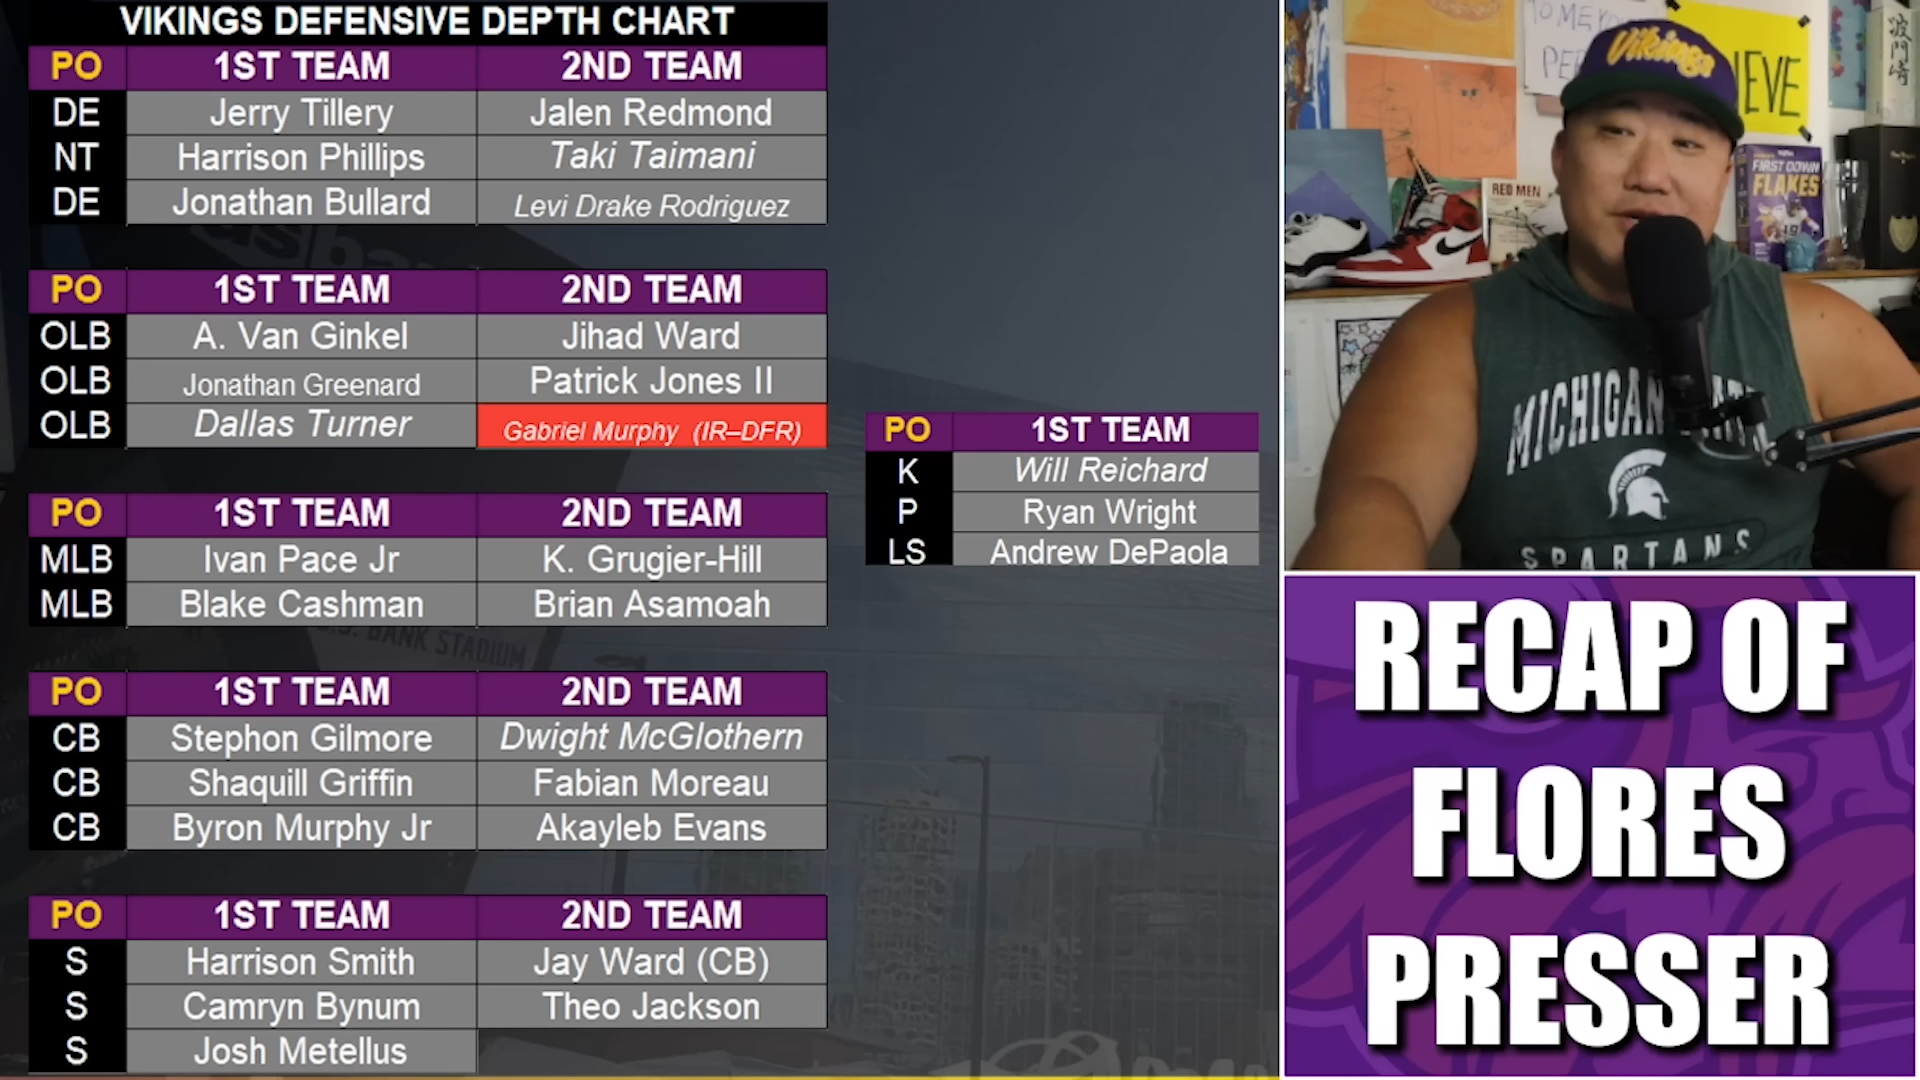 VIKINGS DEFENSIVE DEPTH CHART
PO 1ST TEAM 2ND TEAM
DE Jerry Tillery Jalen Redmond
NT Harrison Phillips Taki Taimani
DE Jonathan Bullard Levi Drake Rodriguez
PO 1ST TEAM 2ND TEAM
OLB A. Van Ginkel Jihad Ward
OLB Jonathan Greenard Patrick Jones II
OLB Dallas Turner Gabriel Murphy (IR–DFR)
PO 1ST TEAM 2ND TEAM
MLB Ivan Pace Jr K. Grugier-Hill
MLB Blake Cashman Brian Asamoah
PO 1ST TEAM 2ND TEAM
CB Stephon Gilmore Dwight McGlothern
CB Shaquill Griffin Fabian Moreau
CB Byron Murphy Jr Akayleb Evans
PO 1ST TEAM 2ND TEAM
S Harrison Smith Jay Ward (CB)
S Camryn Bynum Theo Jackson
S Josh Metellus
BANK STADIUM
PO 1ST TEAM
K Will Reichard
P Ryan Wright
LS Andrew DePaola
Vikings
IEVE
FIRST DOWN
FLAKES
RED MEN
MICHIGAN
SPARTANS
RECAP OF
FLORES
PRESSER